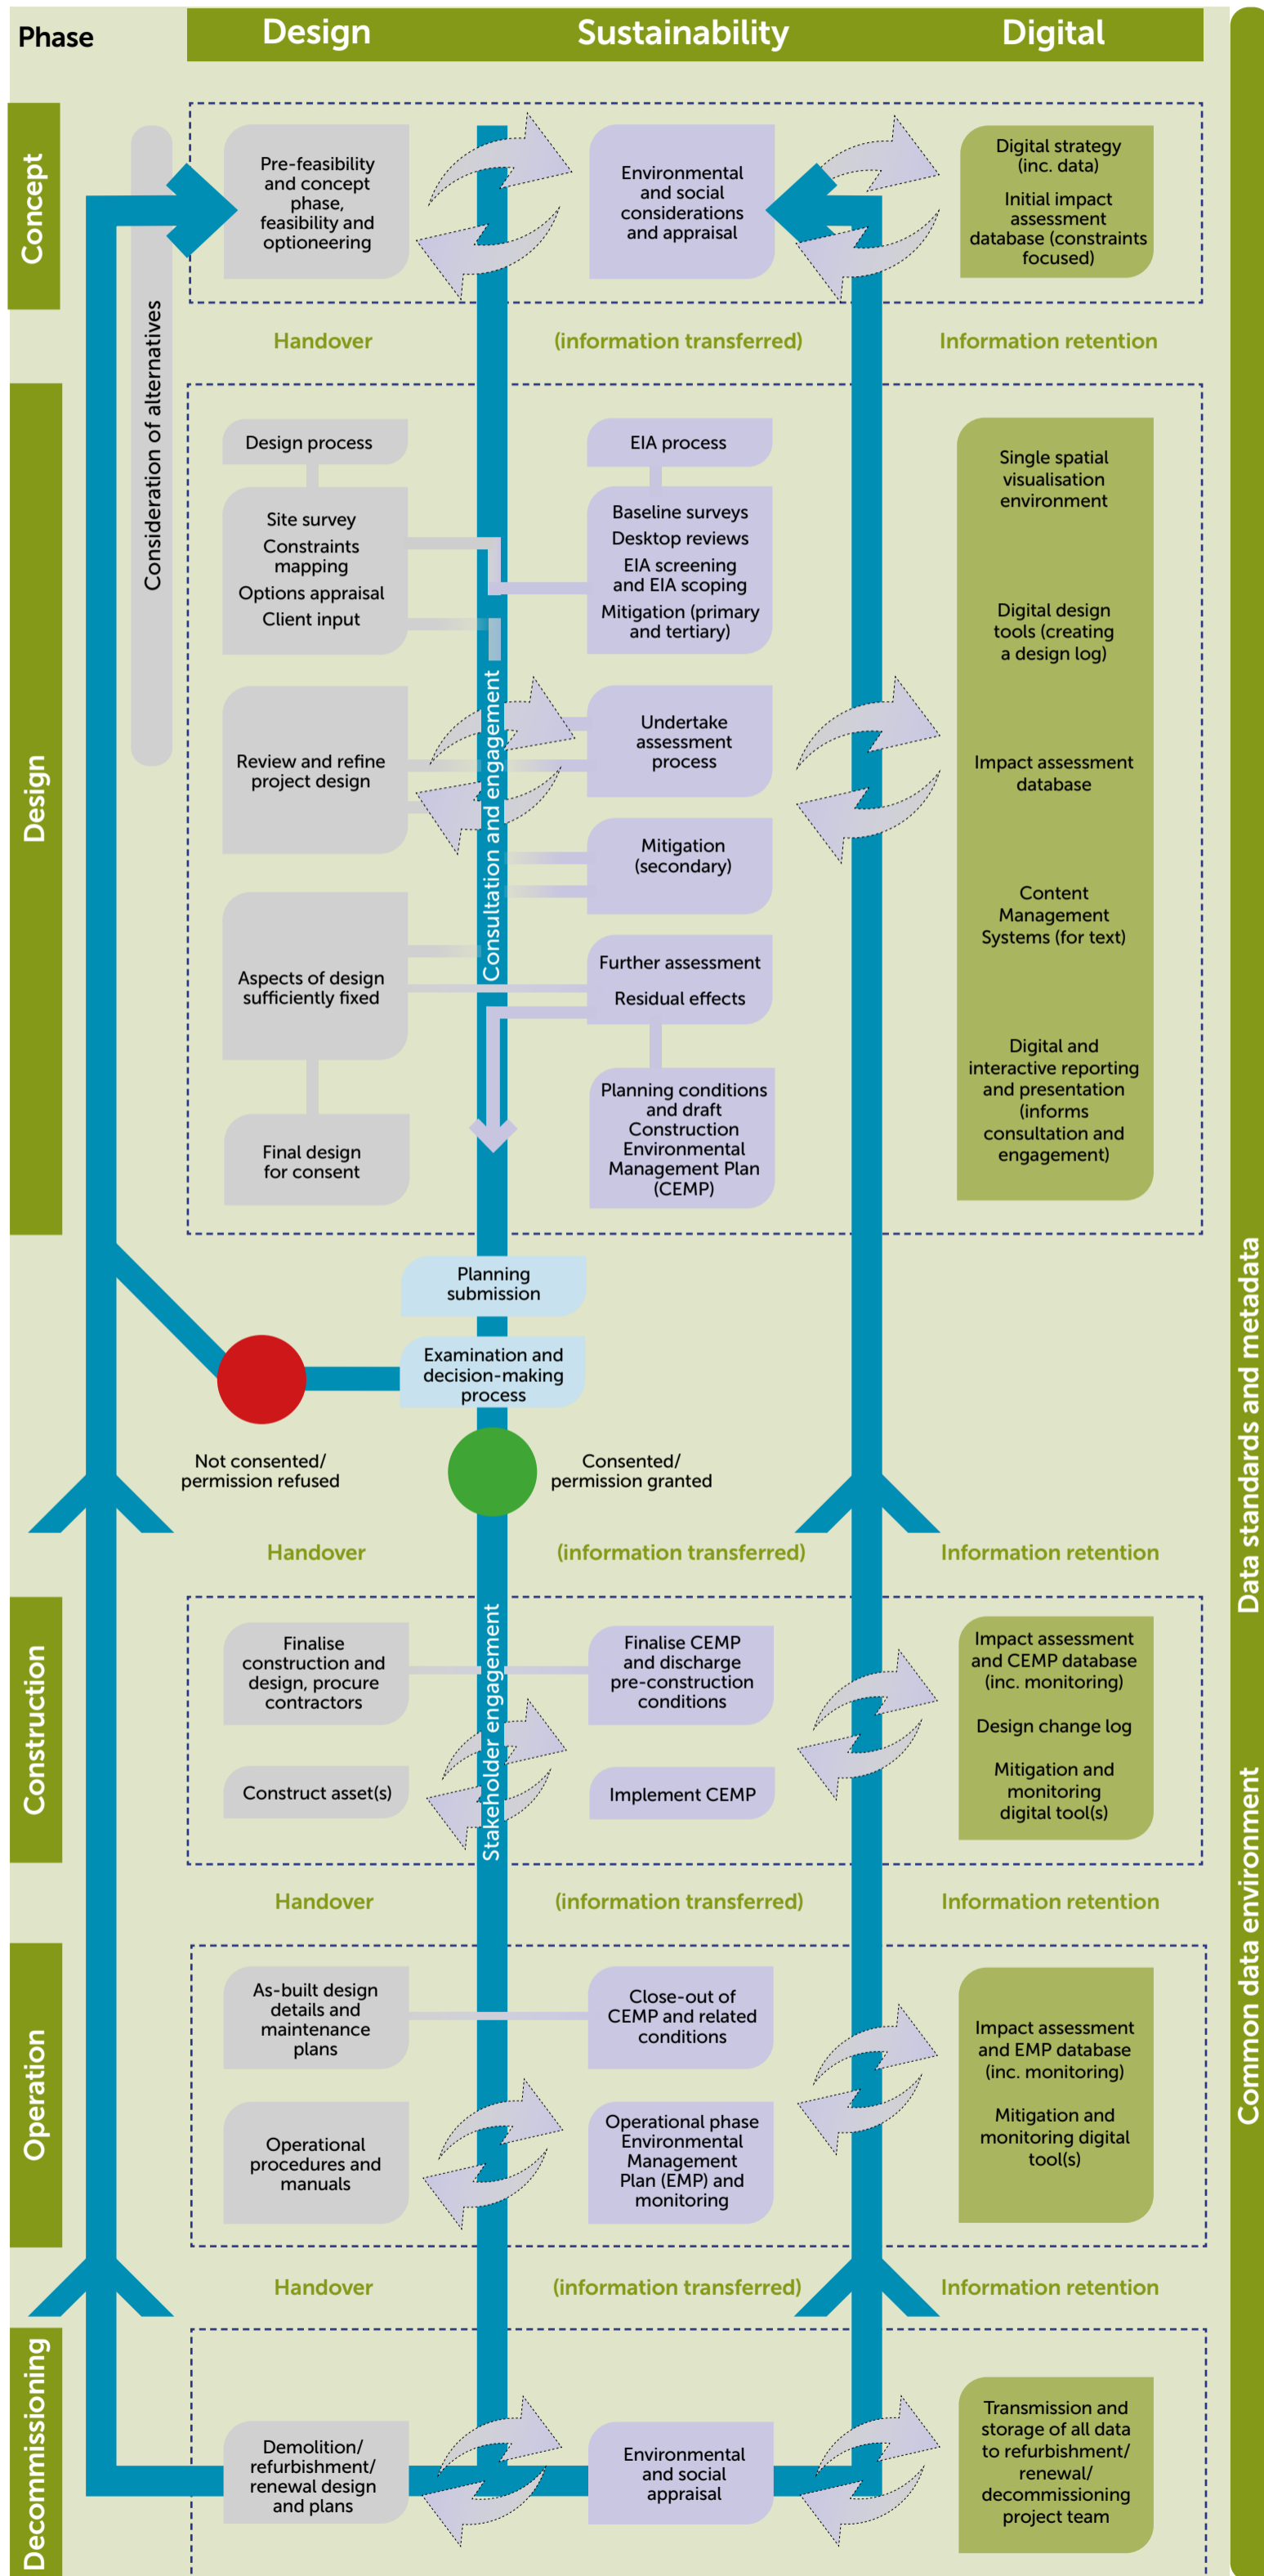 Phase
Design
Sustainability
Digital
Concept
Consideration of alternatives
Pre-feasibility
and concept
phase,
feasibility and
optioneering
Environmental
and social
considerations
and appraisal
Digital strategy
(inc. data)
Initial impact
assessment
database (constraints
focused)
Handover
(information transferred)
Information retention
Design
Design process
Site survey
Constraints
mapping
Options appraisal
Client input
Review and refine
project design
Aspects of design
sufficiently fixed
Final design
for consent
Consultation and engagement
EIA process
Baseline surveys
Desktop reviews
EIA screening
and EIA scoping
Mitigation (primary
and tertiary)
Undertake
assessment
process
Mitigation
(secondary)
Further assessment
Residual effects
Planning conditions
and draft
Construction
Environmental
Management Plan
(CEMP)
Single spatial
visualisation
environment
Digital design
tools (creating
a design log)
Impact assessment
database
Content
Management
Systems (for text)
Digital and
interactive reporting
and presentation
(informs
consultation and
engagement)
Planning
submission
Examination and
decision-making
process
Not consented/
permission refused
Consented/
permission granted
Handover
(information transferred)
Information retention
Construction
Finalise
construction and
design, procure
contractors
Construct asset(s)
Stakeholder engagement
Finalise CEMP
and discharge
pre-construction
conditions
Implement CEMP
Impact assessment
and CEMP database
(inc. monitoring)
Design change log
Mitigation and
monitoring
digital tool(s)
Handover
(information transferred)
Information retention
Operation
As-built design
details and
maintenance
plans
Operational
procedures and
manuals
Close-out of
CEMP and related
conditions
Operational phase
Environmental
Management
Plan (EMP) and
monitoring
Impact assessment
and EMP database
(inc. monitoring)
Mitigation and
monitoring digital
tool(s)
Handover
(information transferred)
Information retention
Decommissioning
Demolition/
refurbishment/
renewal design
and plans
Environmental
and social
appraisal
Transmission and
storage of all data
to refurbishment/
renewal/
decommissioning
project team
Data standards and metadata
Common data environment